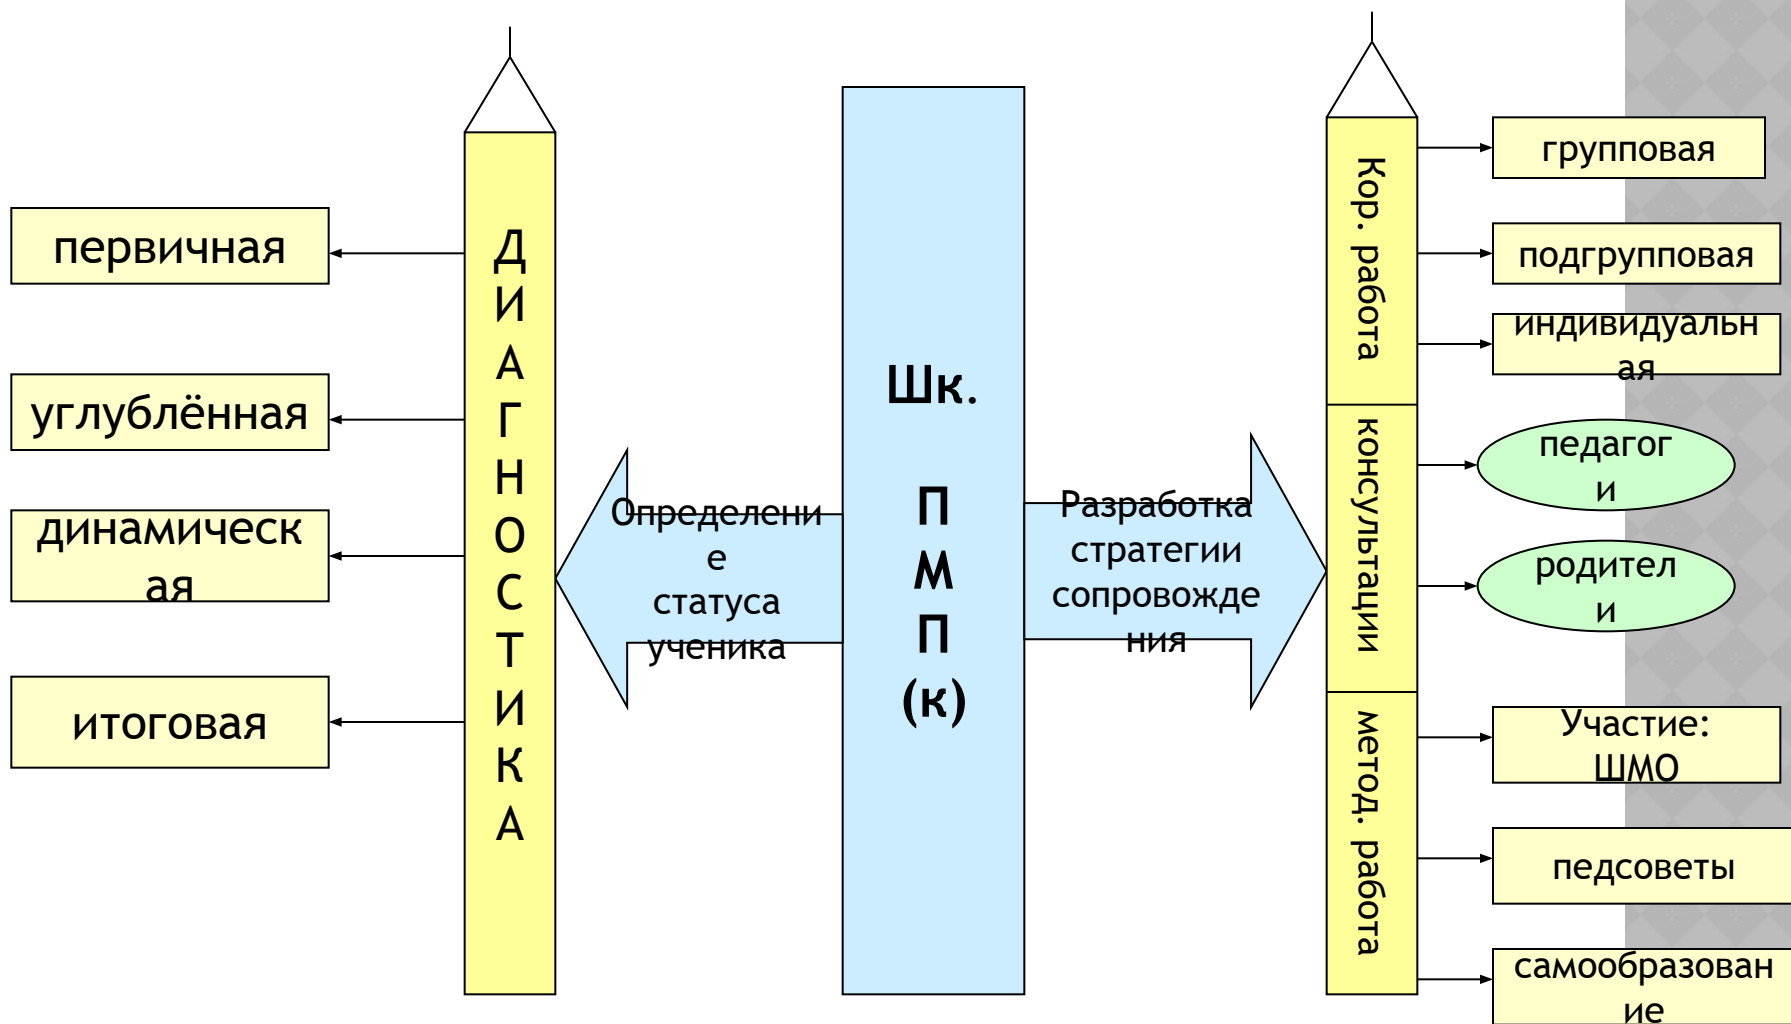 первичная
углублённая
динамическ
ая
итоговая
Д
И
А
Г
Н
О
С
Т
И
К
А
Определени
е
статуса
ученика
Шк.
П
М
П
(к)
Разработка
стратегии
сопровожде
ния
Кор. работа
консультации
метод. работа
групповая
подгрупповая
индивидуальн
ая
педагог
и
родител
и
Участие:
ШМО
педсоветы
самообразован
ие